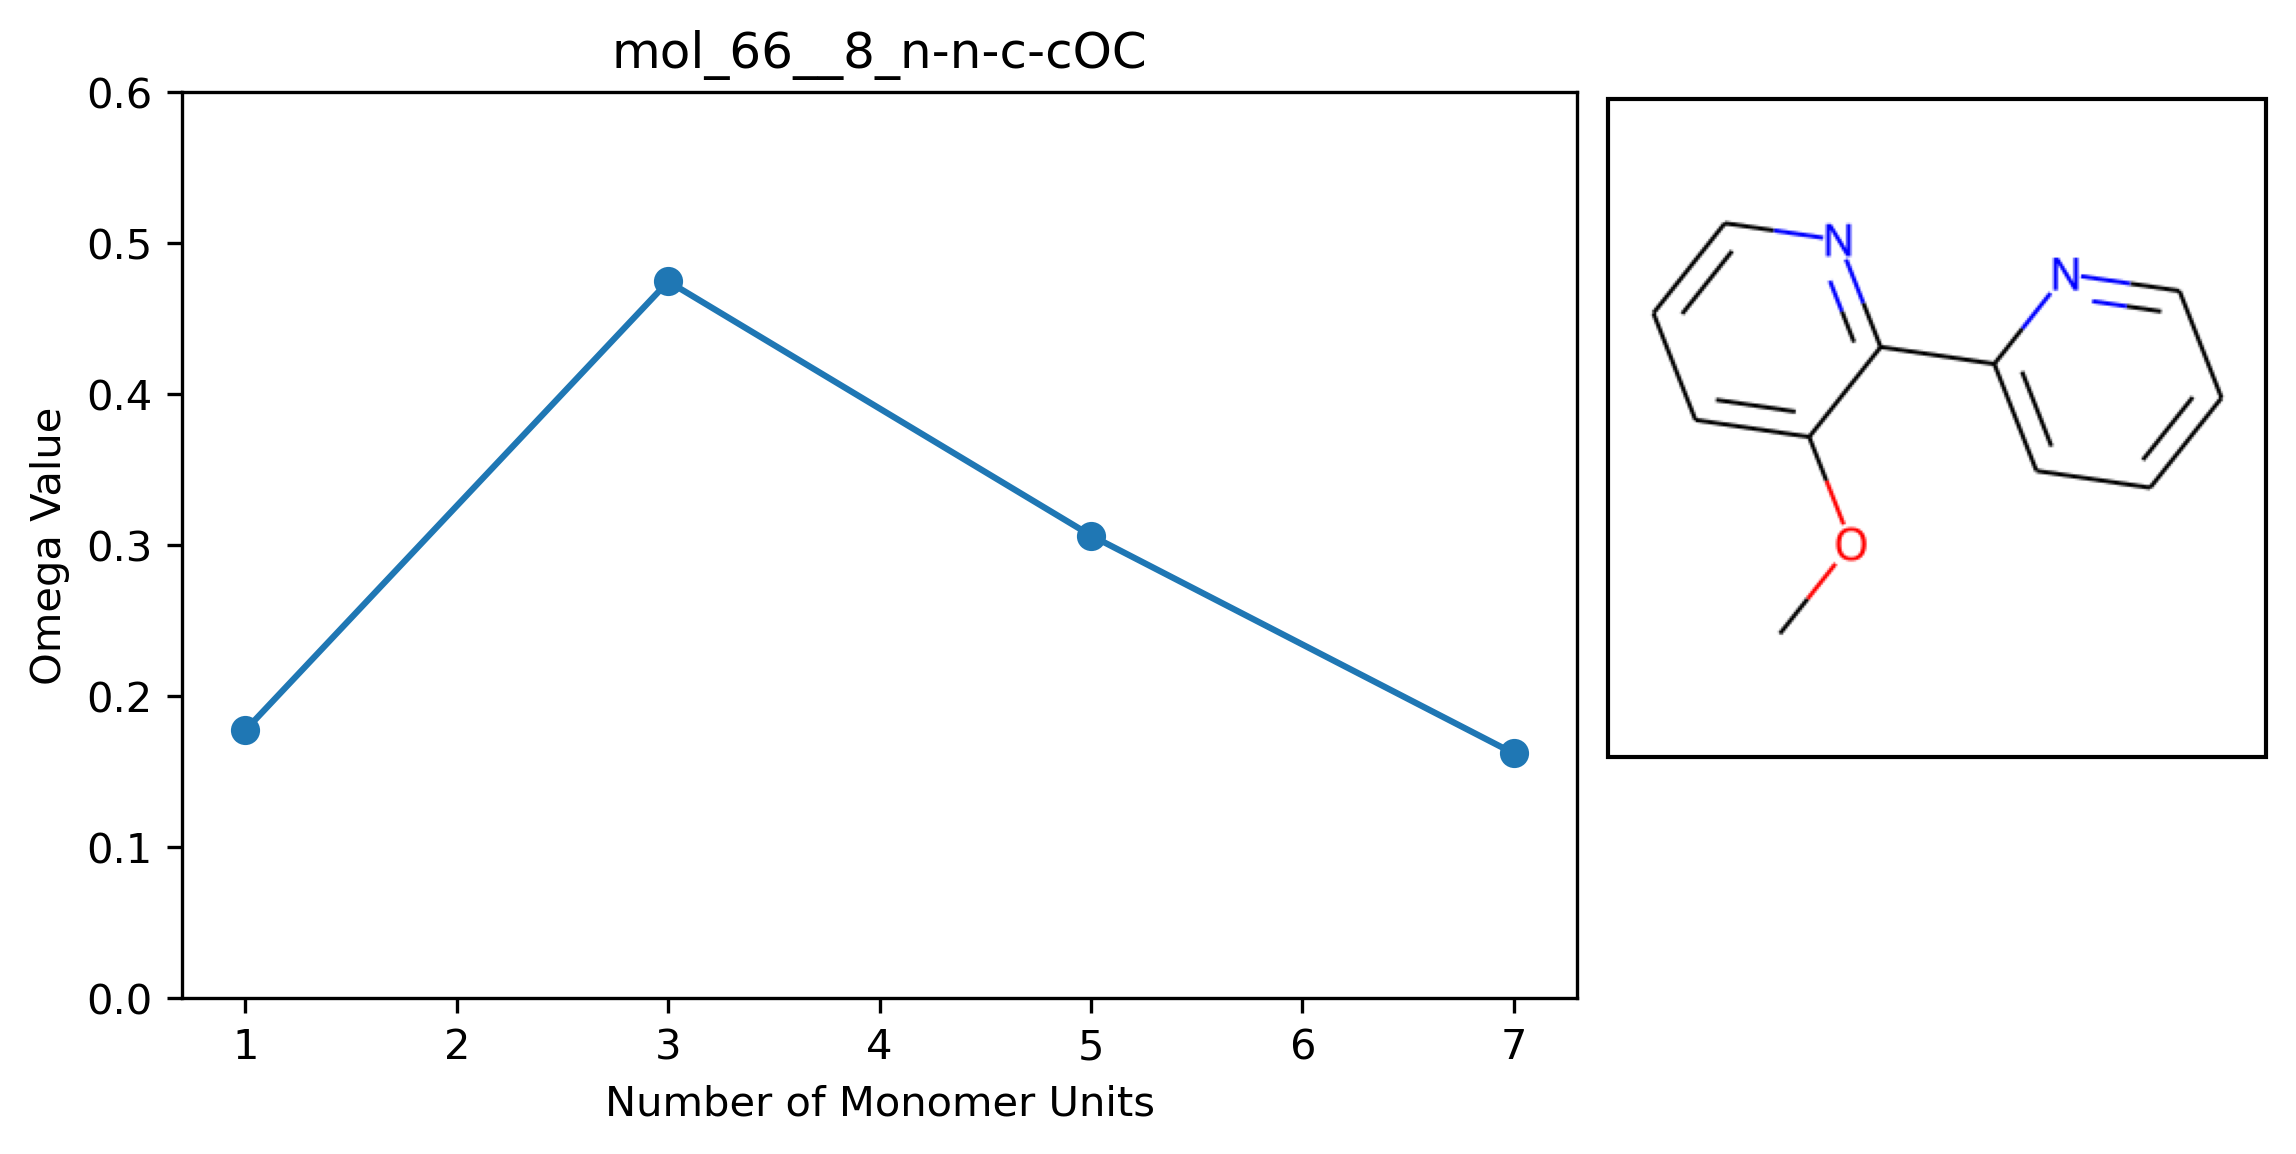 mol_66__8_n-n-c-cOC
0.6
0.5
0.4
0.3
0.2
0.1
0.0
Omega Value
1 2 3 4 5 6 7
Number of Monomer Units
N
N
O